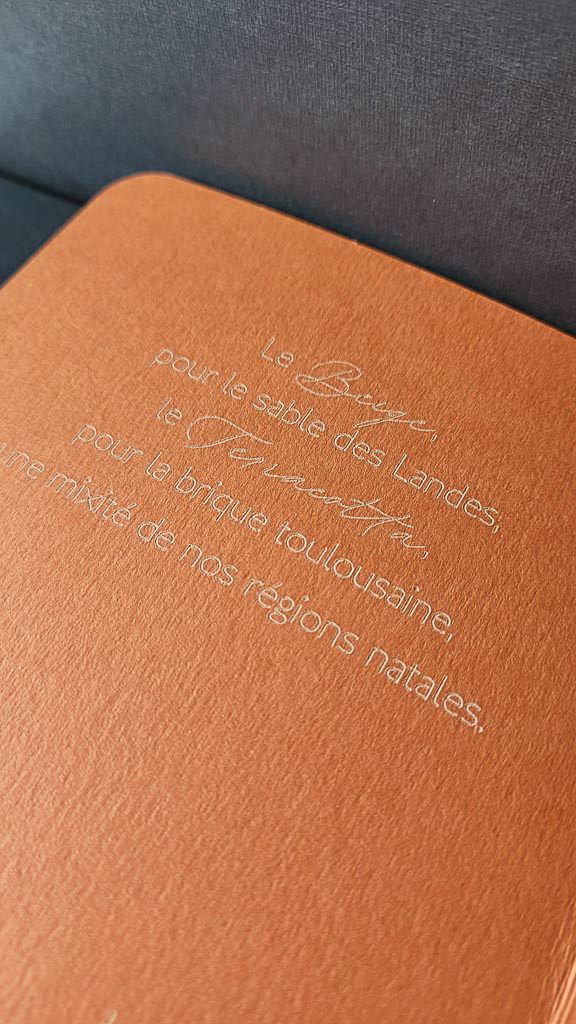 Le Beige,
pour le sable des Landes,
le Terracotta,
pour la brique toulousaine,
une mixité de nos régions natales.